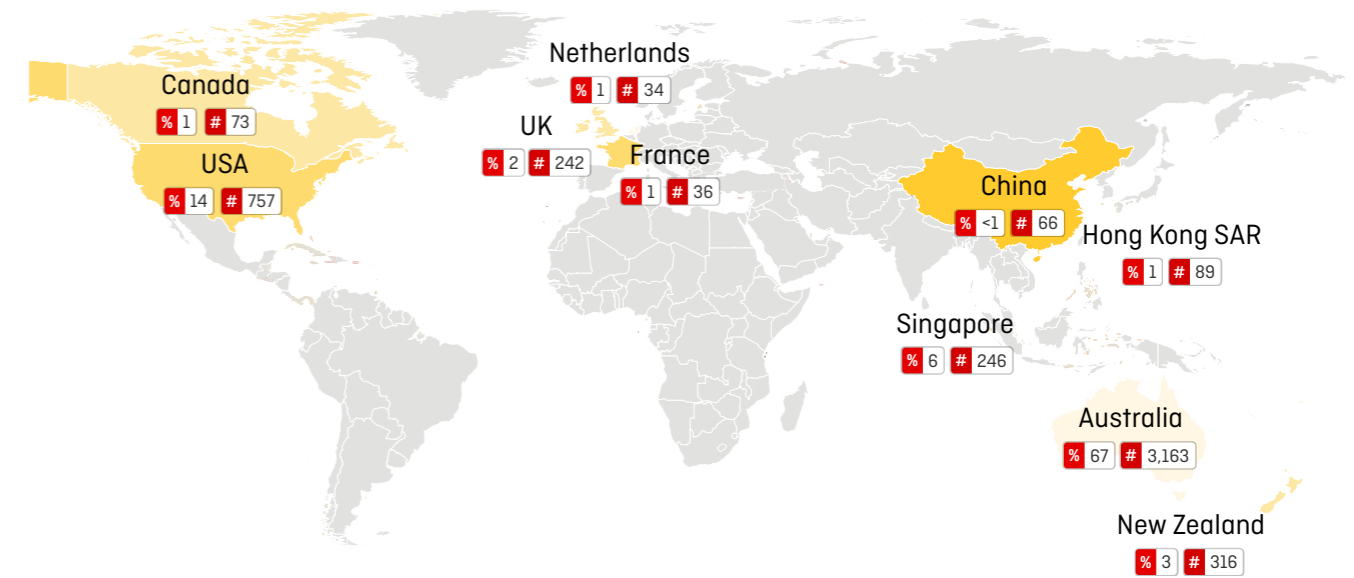 Netherlands
% 1 # 34
Canada
% 1 # 73
UK
% 2 # 242
USA
% 14 # 757
France
% 1 # 36
China
% <1 # 66
Hong Kong SAR
% 1 # 89
Singapore
% 6 # 246
Australia
% 67 # 3,163
New Zealand
% 3 # 316